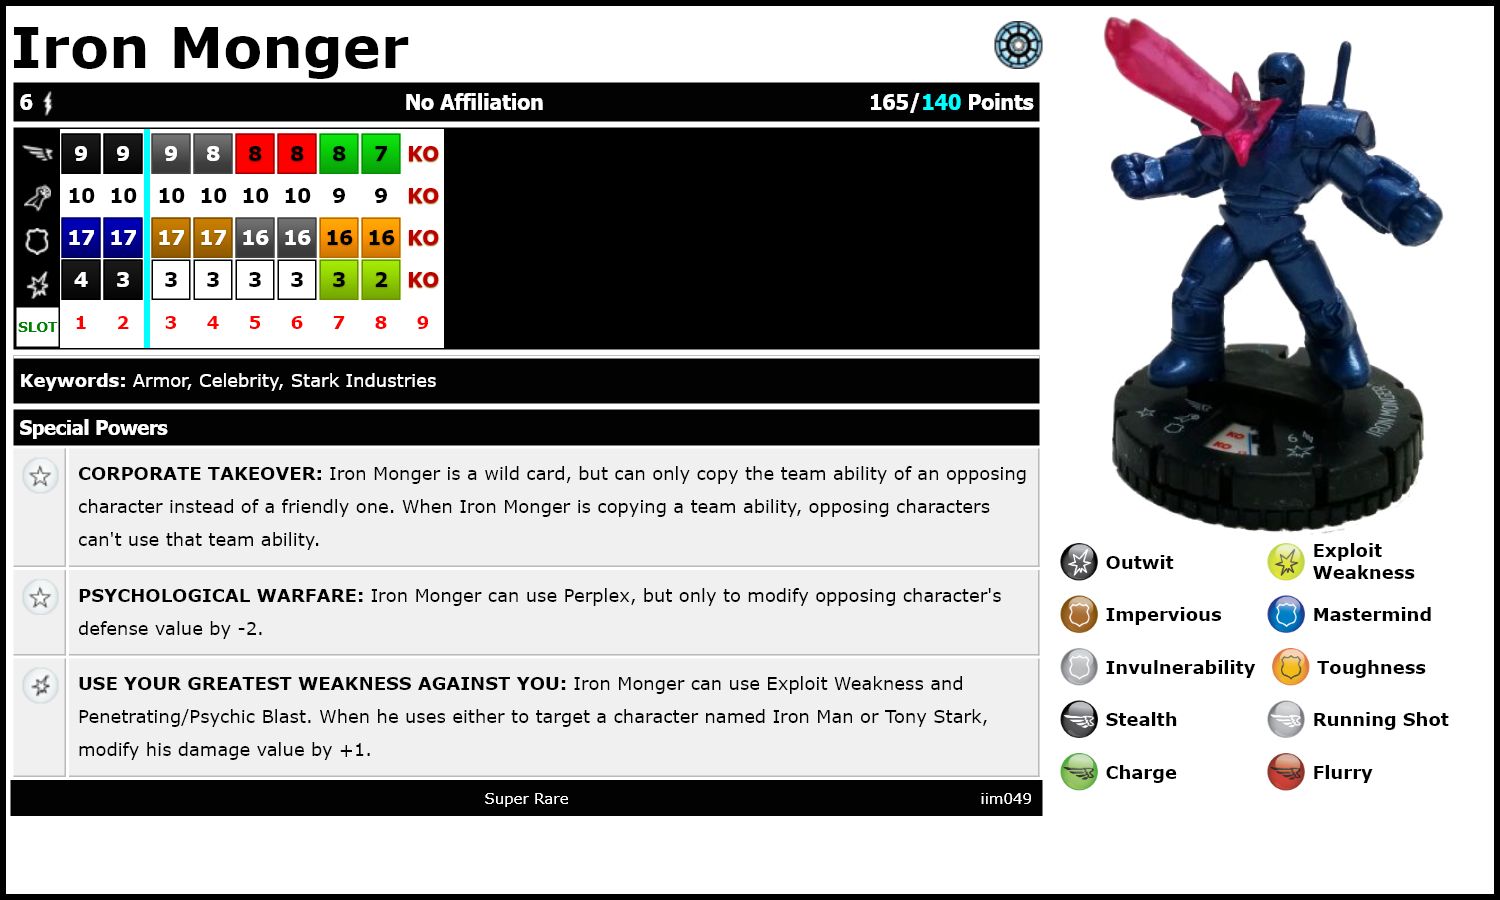 Iron Monger
6 No Affiliation 165/140 Points
9 9 9 8 8 8 8 7 KO
10 10 10 10 10 10 9 9 KO
17 17 17 17 16 16 16 16 KO
4 3 3 3 3 3 3 2 KO
SLOT 1 2 3 4 5 6 7 8 9
Keywords: Armor, Celebrity, Stark Industries
Special Powers
CORPORATE TAKEOVER: Iron Monger is a wild card, but can only copy the team ability of an opposing
character instead of a friendly one. When Iron Monger is copying a team ability, opposing characters
can't use that team ability.
PSYCHOLOGICAL WARFARE: Iron Monger can use Perplex, but only to modify opposing character's
defense value by -2.
USE YOUR GREATEST WEAKNESS AGAINST YOU: Iron Monger can use Exploit Weakness and
Penetrating/Psychic Blast. When he uses either to target a character named Iron Man or Tony Stark,
modify his damage value by +1.
Super Rare iim049
IRON MONGER
KO
KO
6
Outwit
Exploit
Weakness
Impervious
Mastermind
Invulnerability
Toughness
Stealth
Running Shot
Charge
Flurry